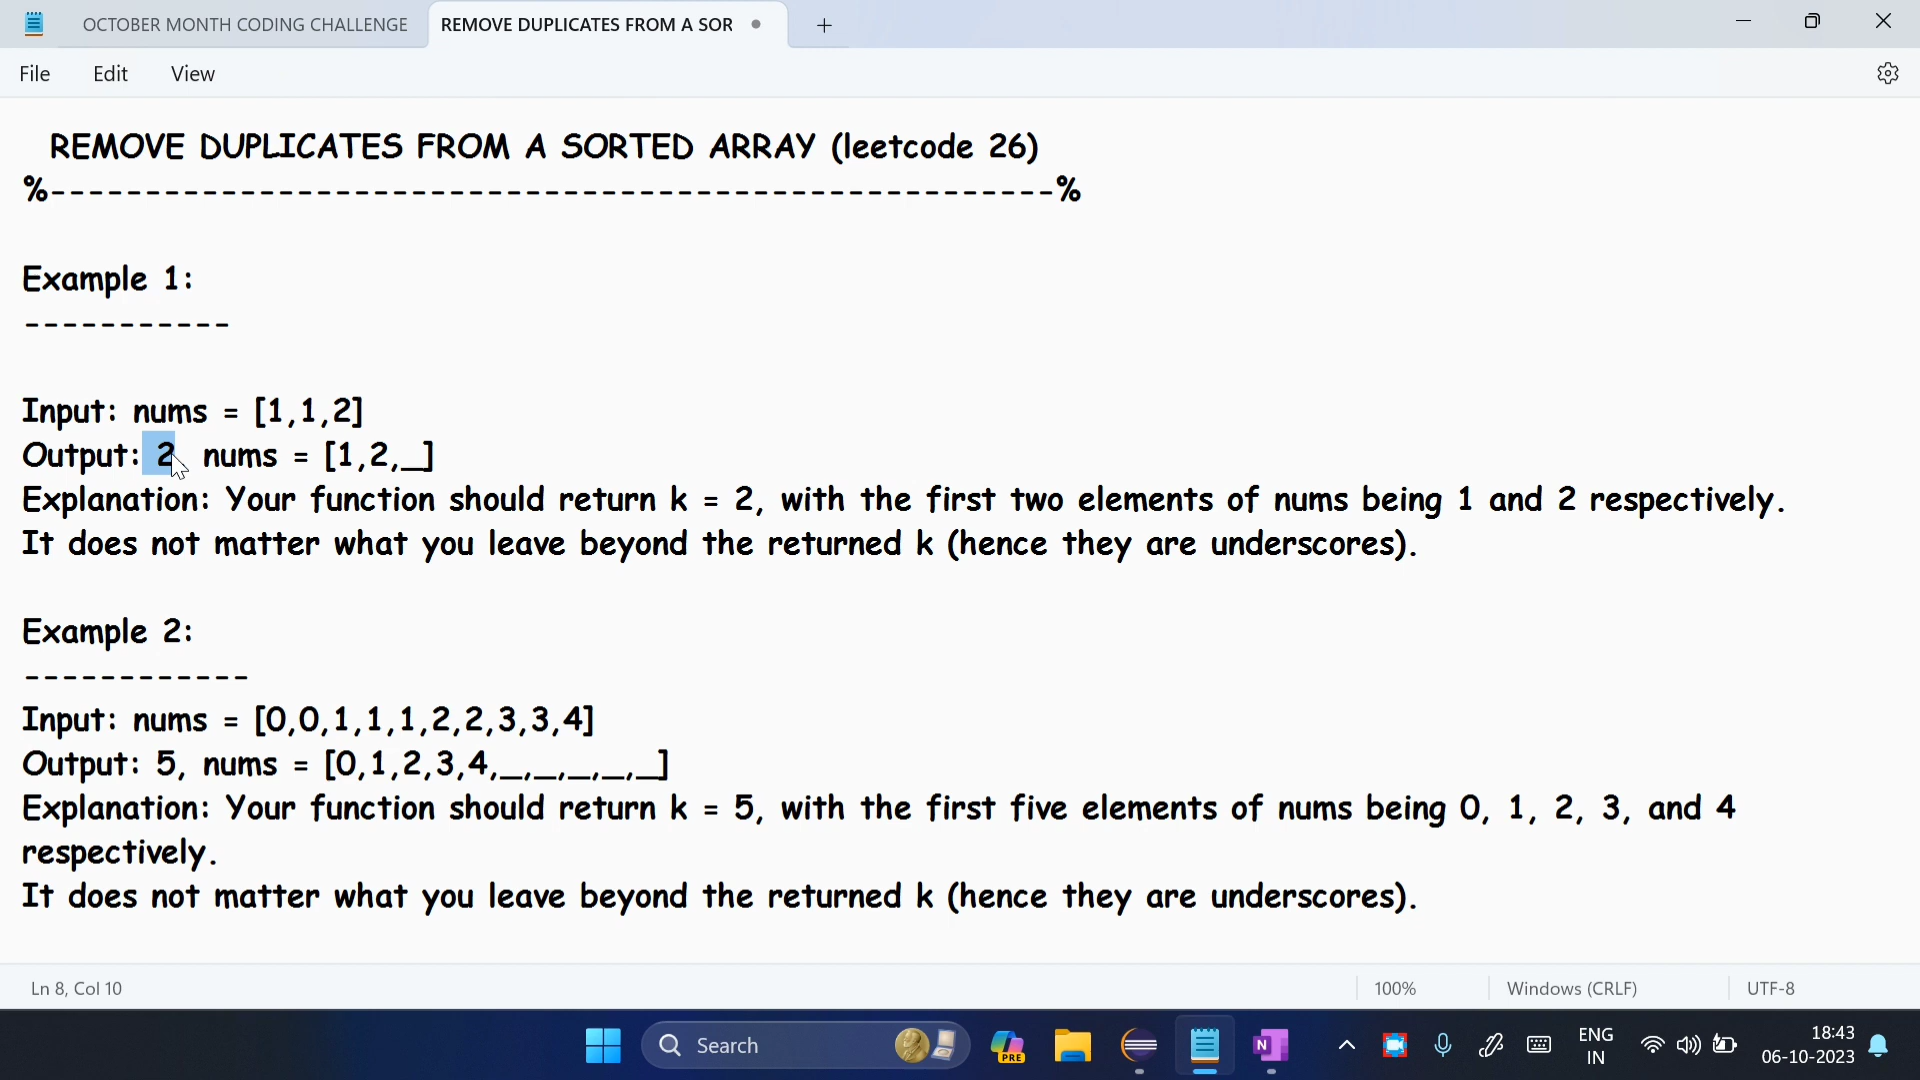 OCTOBER MONTH CODING CHALLENGE
REMOVE DUPLICATES FROM A SOR
File Edit View
REMOVE DUPLICATES FROM A SORTED ARRAY (leetcode 26)
%-----------------------------------------------------%
Example 1:
-----------
Input: nums = [1,1,2]
Output: 2, nums = [1,2,_]
Explanation: Your function should return k = 2, with the first two elements of nums being 1 and 2 respectively.
It does not matter what you leave beyond the returned k (hence they are underscores).
Example 2:
------------
Input: nums = [0,0,1,1,1,2,2,3,3,4]
Output: 5, nums = [0,1,2,3,4,_,_,_,_,_]
Explanation: Your function should return k = 5, with the first five elements of nums being 0, 1, 2, 3, and 4
respectively.
It does not matter what you leave beyond the returned k (hence they are underscores).
Ln 8, Col 10
100%
Windows (CRLF)
UTF-8
Search
PRE
N
ENG
IN
18:43
06-10-2023